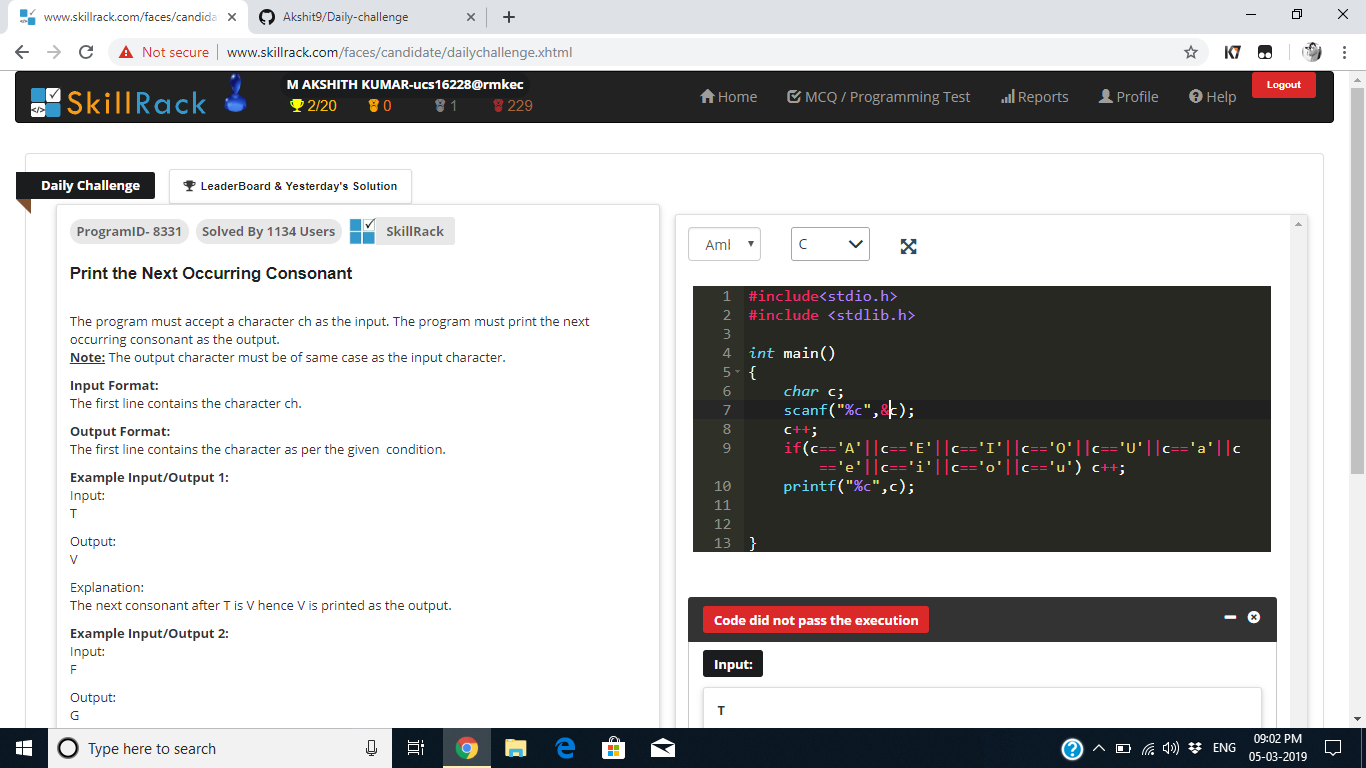 www.skillrack.com/faces/candida
Akshit9/Daily-challenge
Not secure
www.skillrack.com/faces/candidate/dailychallenge.xhtml
SkillRack
M AKSHITH KUMAR-ucs16228@rmkec
2/20 0 1 229
Home
MCQ / Programming Test
Reports
Profile
Help
Logout
Daily Challenge
LeaderBoard & Yesterday's Solution
ProgramID- 8331
Solved By 1134 Users
SkillRack
Print the Next Occurring Consonant
The program must accept a character ch as the input. The program must print the next
occurring consonant as the output.
Note: The output character must be of same case as the input character.
Input Format:
The first line contains the character ch.
Output Format:
The first line contains the character as per the given condition.
Example Input/Output 1:
Input:
T
Output:
V
Explanation:
The next consonant after T is V hence V is printed as the output.
Example Input/Output 2:
Input:
F
Output:
G
Aml
C
1 #include<stdio.h>
2 #include <stdlib.h>
3
4 int main()
5 {
6 char c;
7 scanf("%c",&c);
8 c++;
9 if(c=='A'||c=='E'||c=='I'||c=='O'||c=='U'||c=='a'||c
=='e'||c=='i'||c=='o'||c=='u') c++;
10 printf("%c",c);
11
12
13 }
Code did not pass the execution
Input:
T
Type here to search
ENG
09:02 PM
05-03-2019